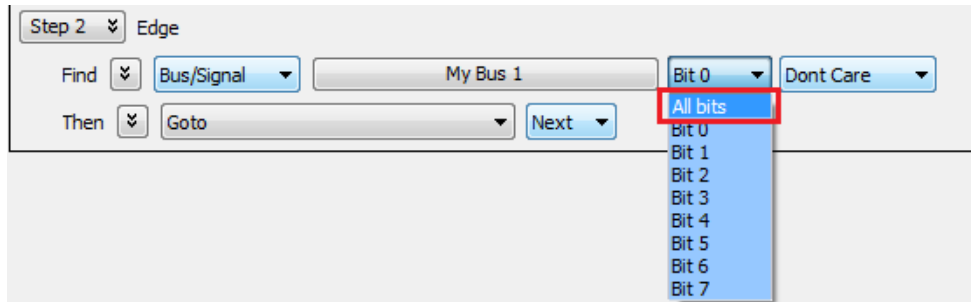 Step 2 Edge
Find Bus/Signal My Bus 1 Bit 0 Dont Care
Then Goto Next
All bits
Bit 0
Bit 1
Bit 2
Bit 3
Bit 4
Bit 5
Bit 6
Bit 7